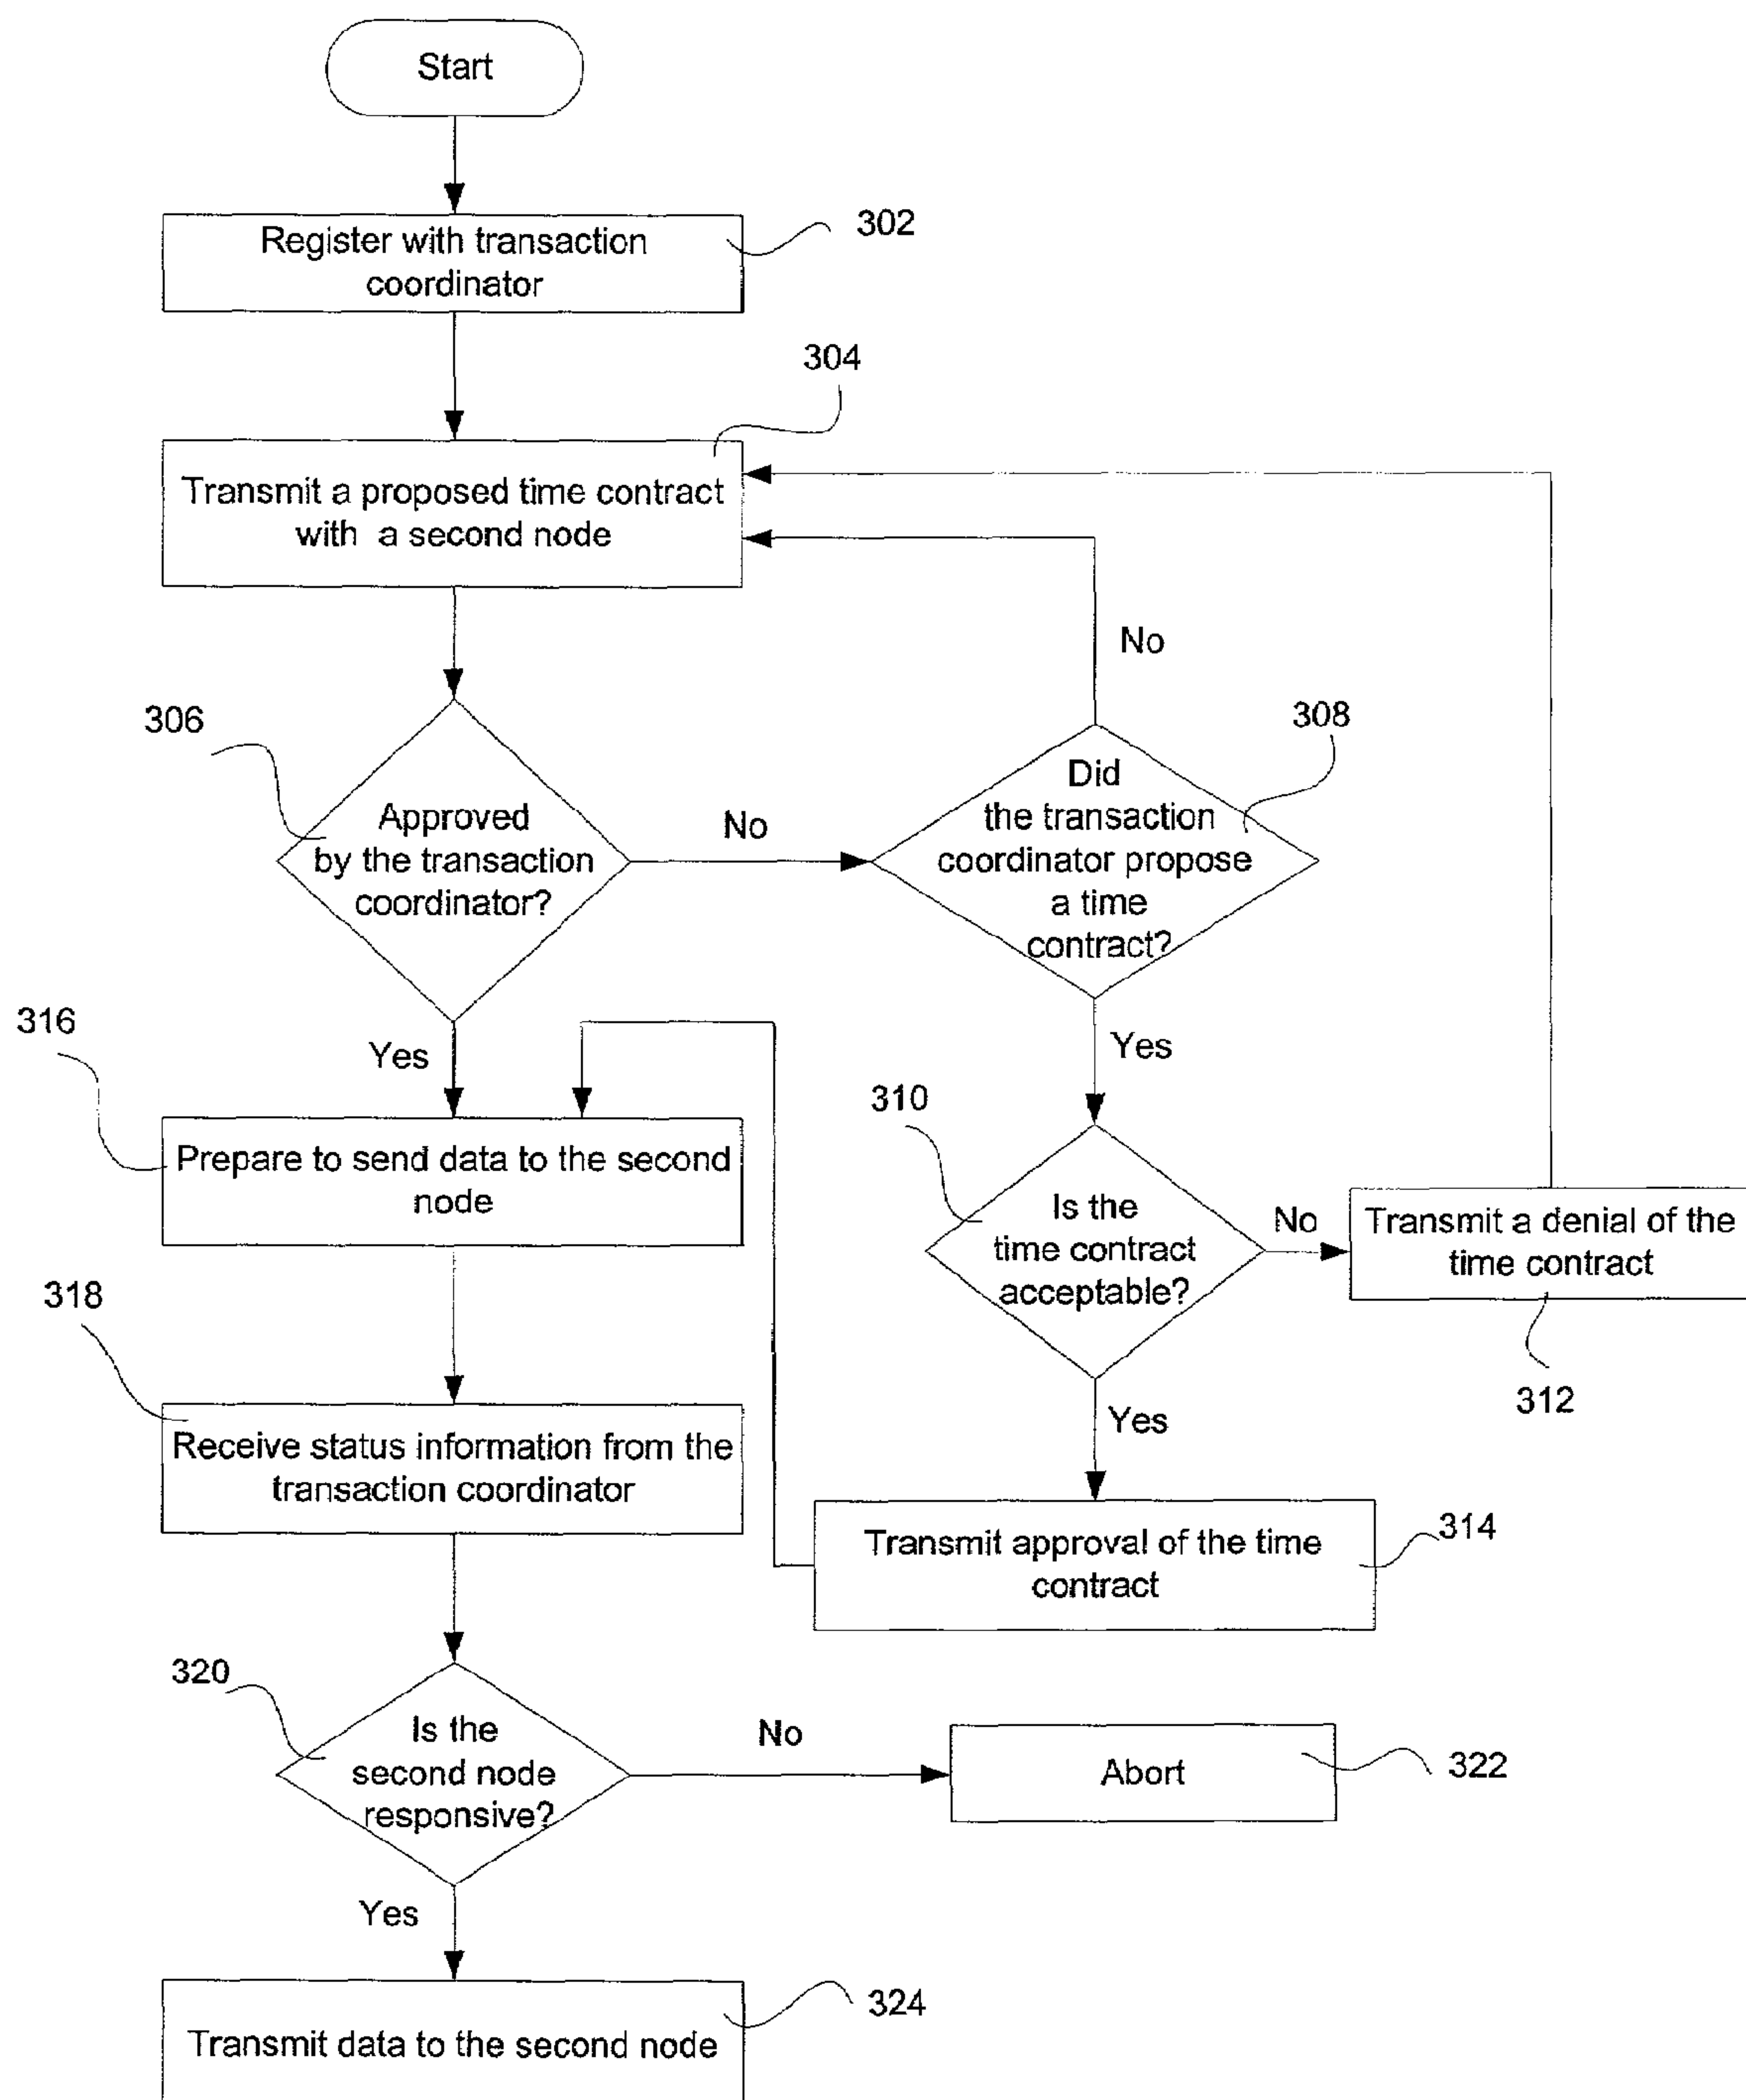 Start
Register with transaction
coordinator
302
304
Transmit a proposed time contract
with a second node
No
306
308
Approved
by the transaction
coordinator?
No
Did
the transaction
coordinator propose
a time
contract?
316
Yes
Yes
310
Prepare to send data to the second
node
Is the
time contract
acceptable?
No
Transmit a denial of the
time contract
312
318
Yes
Receive status information from the
transaction coordinator
Transmit approval of the time
contract
314
320
Is the
second node
responsive?
No
Abort
322
Yes
324
Transmit data to the second node